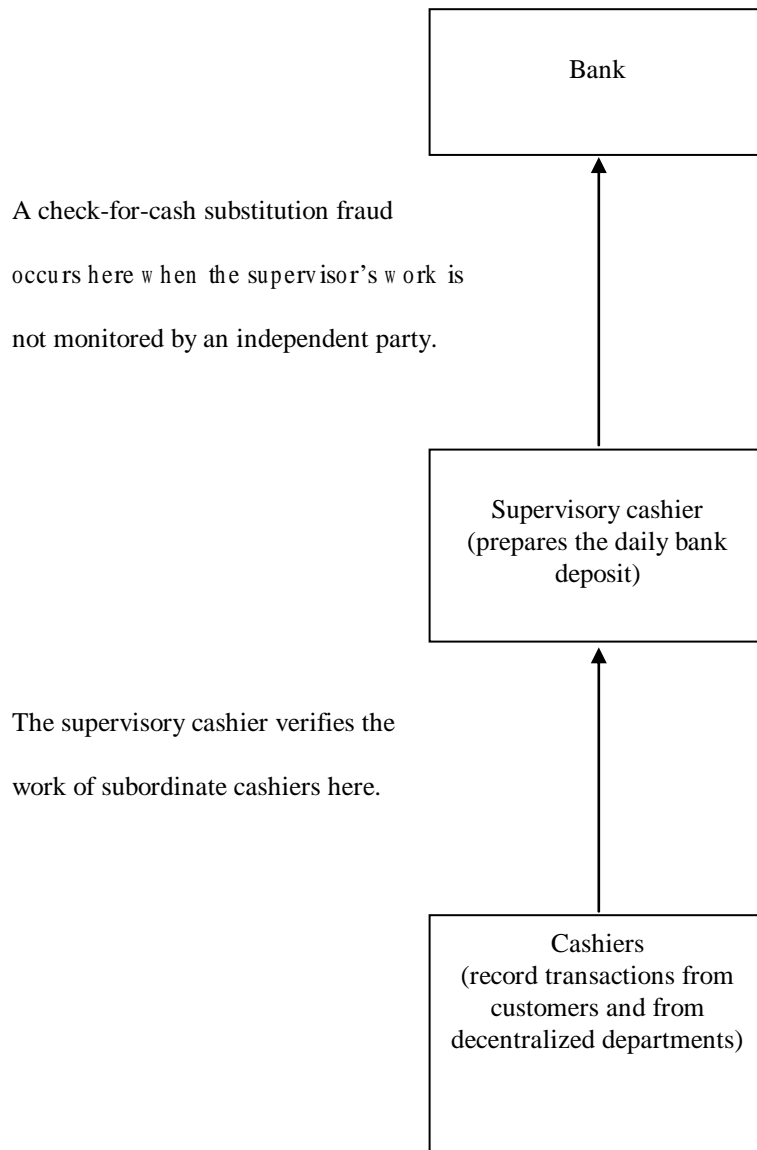 Bank
A check-for-cash substitution fraud
occurs here when the supervisor’s work is
not monitored by an independent party.
Supervisory cashier
(prepares the daily bank
deposit)
The supervisory cashier verifies the
work of subordinate cashiers here.
Cashiers
(record transactions from
customers and from
decentralized departments)